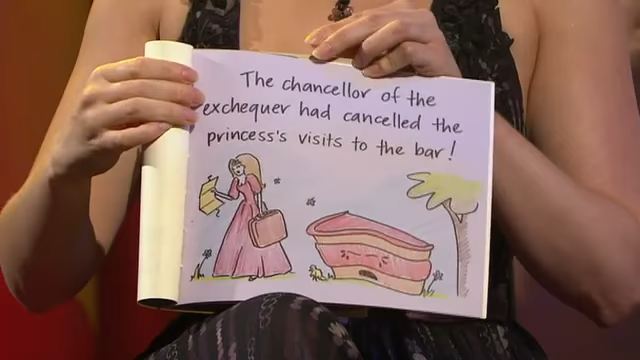 The chancellor of the
exchequer had cancelled the
princess's visits to the bar!